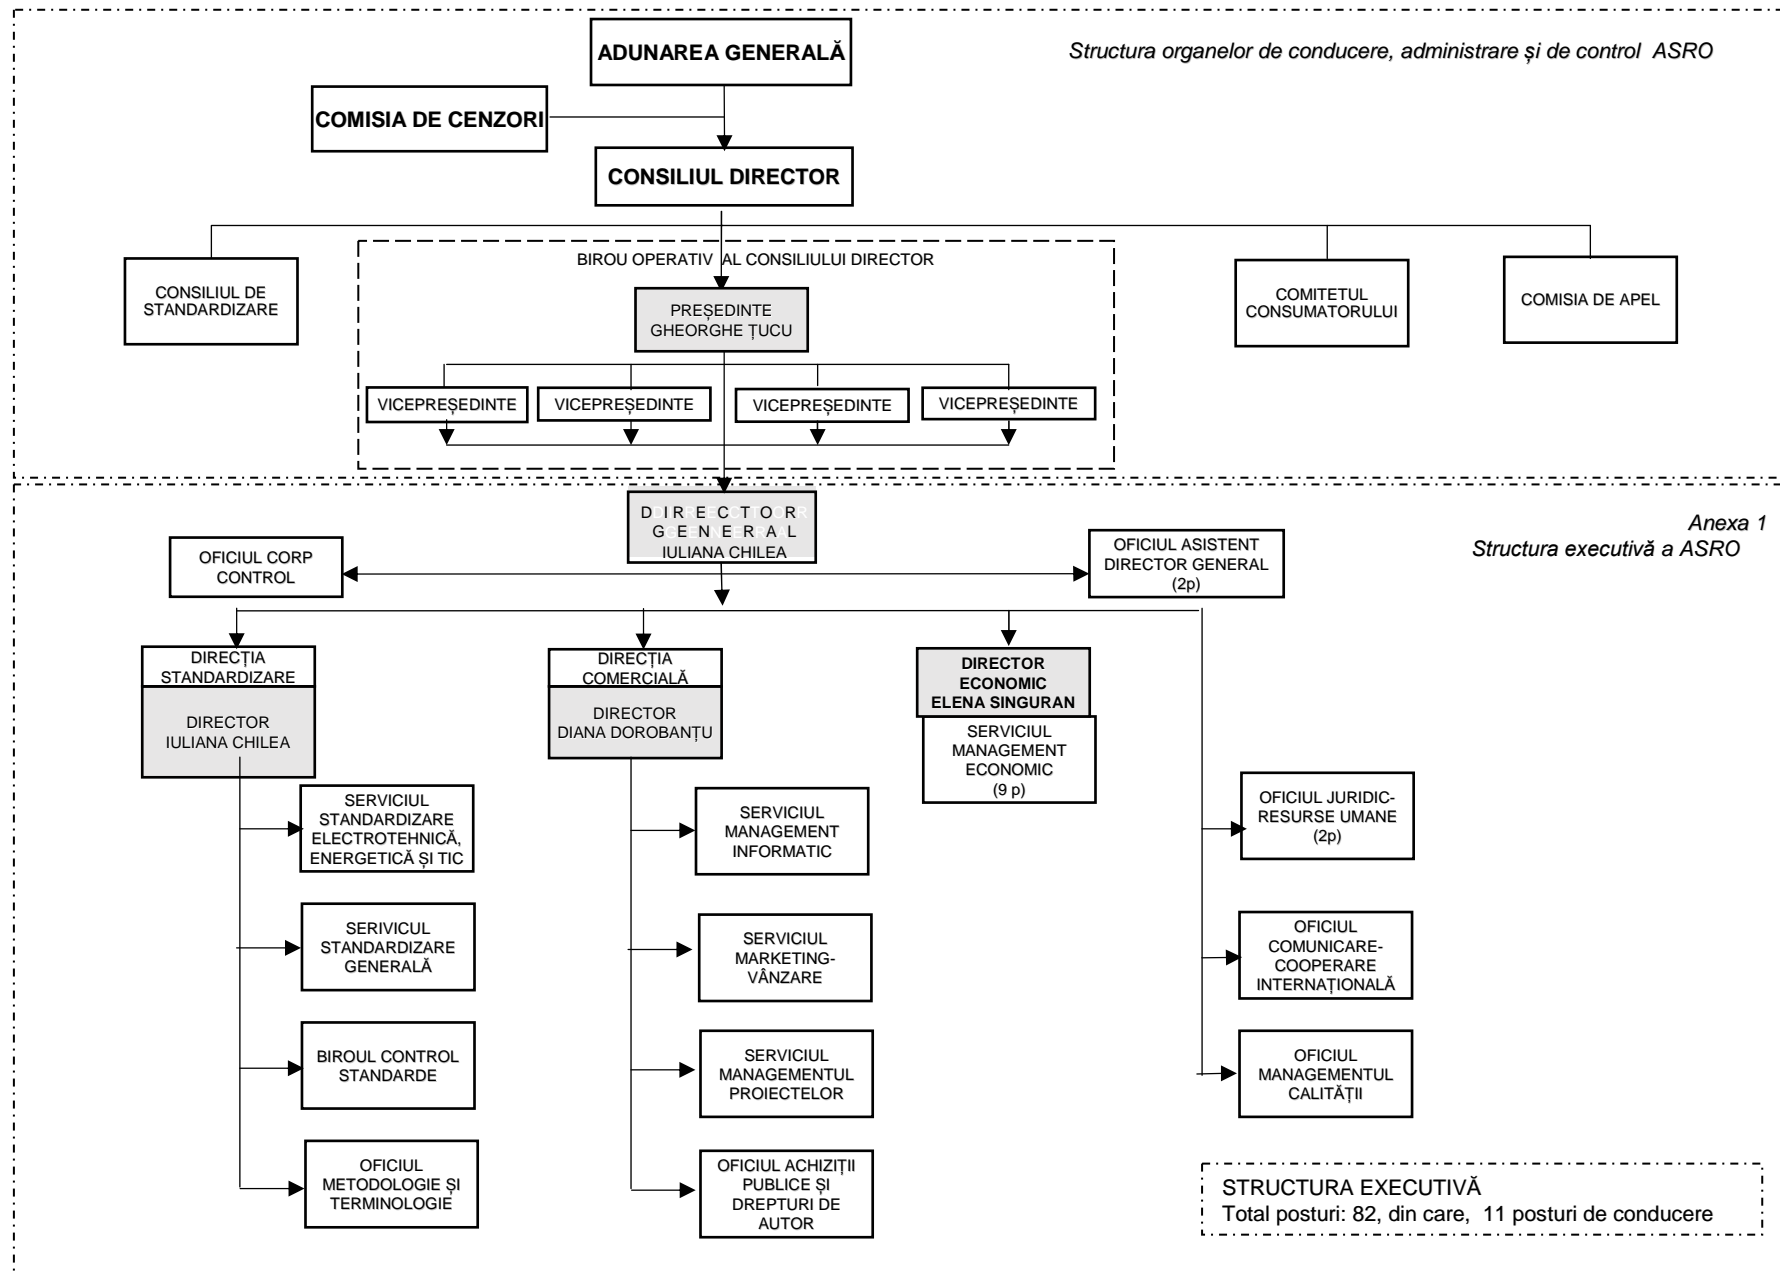 ADUNAREA GENERALĂ
Structura organelor de conducere, administrare și de control ASRO
COMISIA DE CENZORI
CONSILIUL DIRECTOR
BIROU OPERATIV AL CONSILIULUI DIRECTOR
CONSILIUL DE
STANDARDIZARE
PREȘEDINTE
GHEORGHE ȚUCU
COMITETUL
CONSUMATORULUI
COMISIA DE APEL
VICEPREȘEDINTE
VICEPREȘEDINTE
VICEPREȘEDINTE
VICEPREȘEDINTE
DIRECTOR
GENERAL
IULIANA CHILEA
Anexa 1
Structura executivă a ASRO
OFICIUL CORP
CONTROL
OFICIUL ASISTENT
DIRECTOR GENERAL
(2p)
DIRECȚIA
STANDARDIZARE
DIRECTOR
IULIANA CHILEA
DIRECȚIA
COMERCIALĂ
DIRECTOR
DIANA DOROBANȚU
DIRECTOR
ECONOMIC
ELENA SINGURAN
SERVICIUL
MANAGEMENT
ECONOMIC
(9 p)
SERVICIUL
STANDARDIZARE
ELECTROTEHNICĂ,
ENERGETICĂ ȘI TIC
SERVICIUL
MANAGEMENT
INFORMATIC
OFICIUL JURIDIC-
RESURSE UMANE
(2p)
SERIVICUL
STANDARDIZARE
GENERALĂ
SERVICIUL
MARKETING-
VÂNZARE
OFICIUL
COMUNICARE-
COOPERARE
INTERNAȚIONALĂ
BIROUL CONTROL
STANDARDE
SERVICIUL
MANAGEMENTUL
PROIECTELOR
OFICIUL
MANAGEMENTUL
CALITĂȚII
OFICIUL
METODOLOGIE ȘI
TERMINOLOGIE
OFICIUL ACHIZIȚII
PUBLICE ȘI
DREPTURI DE
AUTOR
STRUCTURA EXECUTIVĂ
Total posturi: 82, din care, 11 posturi de conducere